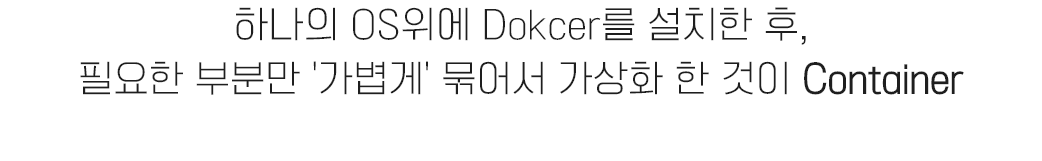 하나의 OS위에 Dokcer를 설치한 후,
필요한 부분만 '가볍게' 묶어서 가상화 한 것이 Container